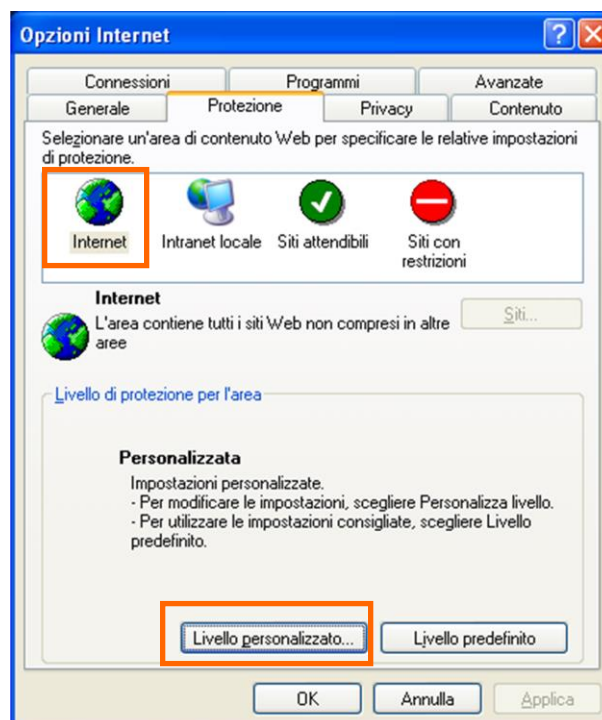 Opzioni Internet
Connessioni Programmi Avanzate
Generale Protezione Privacy Contenuto
Selezionare un'area di contenuto Web per specificare le relative impostazioni
di protezione.
Internet Intranet locale Siti attendibili Siti con
restrizioni
Internet
L'area contiene tutti i siti Web non compresi in altre
aree
Siti...
Livello di protezione per l'area
Personalizzata
Impostazioni personalizzate.
- Per modificare le impostazioni, scegliere Personalizza livello.
- Per utilizzare le impostazioni consigliate, scegliere Livello
predefinito.
Livello personalizzato... Livello predefinito
OK Annulla Applica